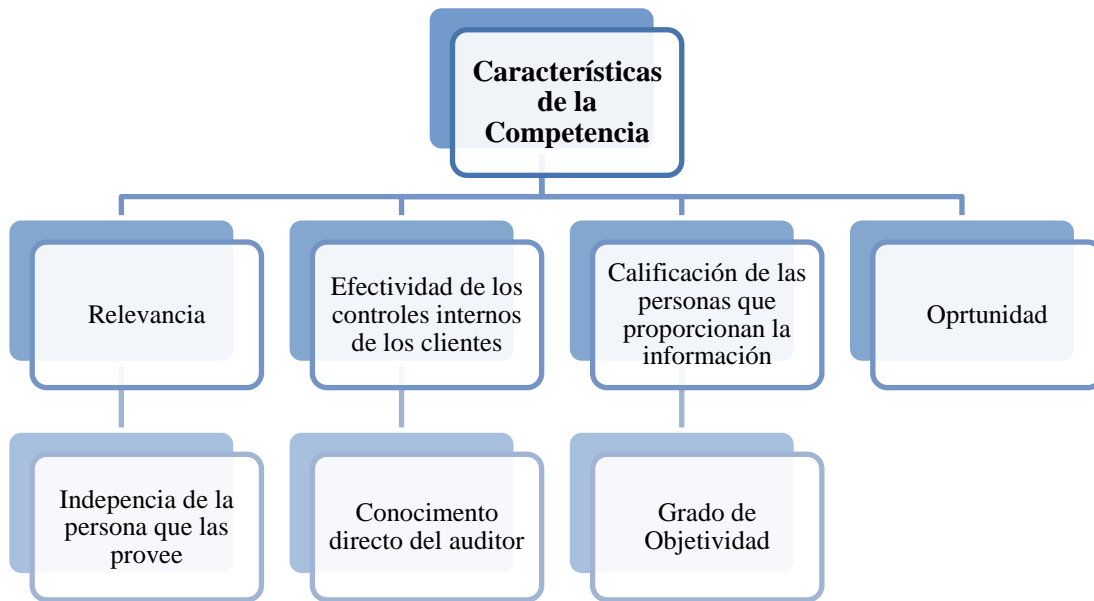 Características
de la
Competencia
Relevancia
Efectividad de los
controles internos
de los clientes
Calificación de las
personas que
proporcionan la
información
Oprtunidad
Indepencia de la
persona que las
provee
Conocimento
directo del auditor
Grado de
Objetividad